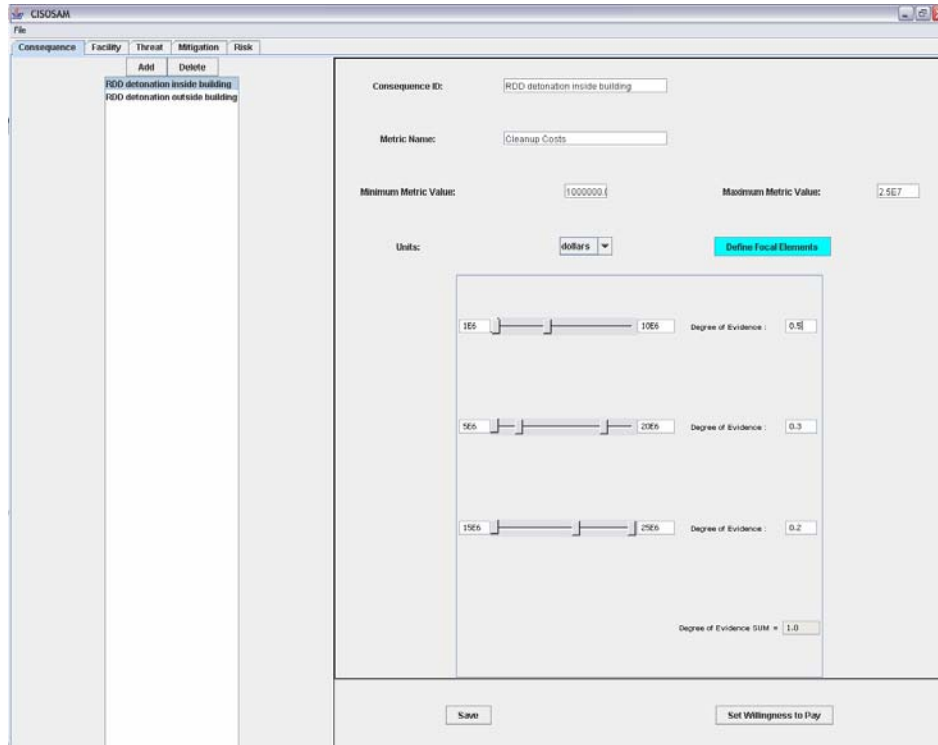 CISOSAM
File
Consequence Facility Threat Mitigation Risk
Add Delete
RDD detonation inside building
RDD detonation outside building
Consequence ID: RDD detonation inside building
Metric Name: Cleanup Costs
Minimum Metric Value: 1000000.( Maximum Metric Value: 2.5E7
Units: dollars Define Focal Elements
1E6 10E6 Degree of Evidence : 0.5
5E6 20E6 Degree of Evidence : 0.3
15E6 25E6 Degree of Evidence : 0.2
Degree of Evidence SUM = 1.0
Save Set Willingness to Pay